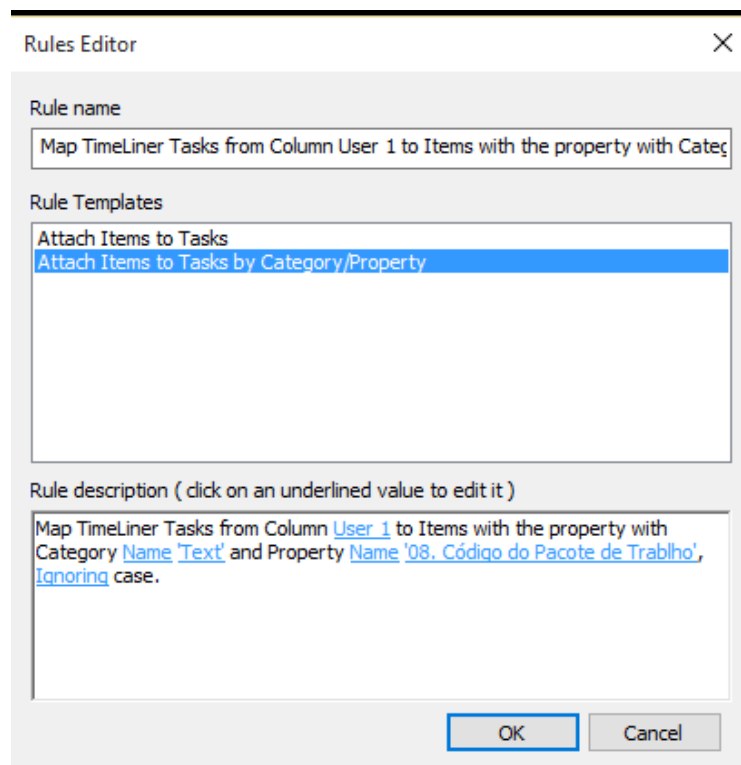 Rules Editor
Rule name
Map TimeLiner Tasks from Column User 1 to Items with the property with Categ
Rule Templates
Attach Items to Tasks
Attach Items to Tasks by Category/Property
Rule description ( click on an underlined value to edit it )
Map TimeLiner Tasks from Column User 1 to Items with the property with
Category Name 'Text' and Property Name '08. Código do Pacote de Trablho',
Ignoring case.
OK Cancel